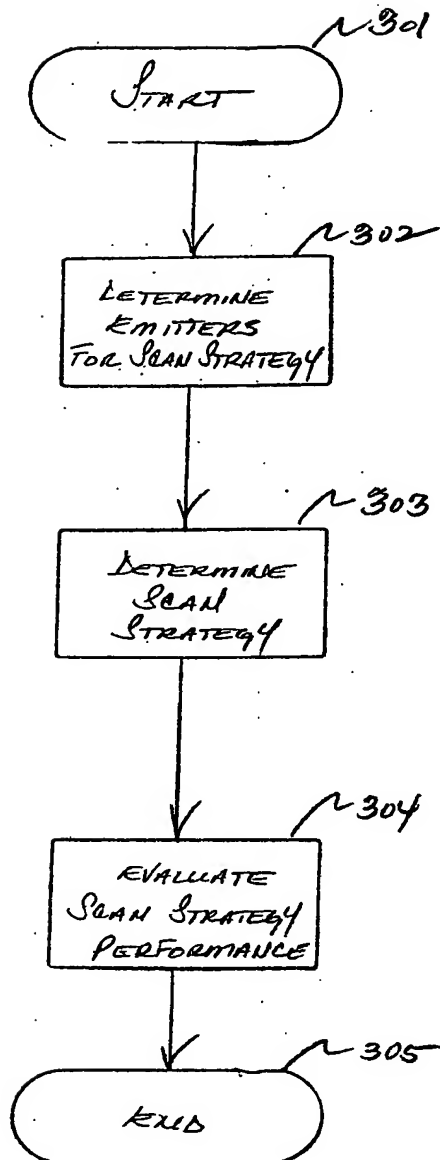 301
START
302
DETERMINE
EMITTERS
FOR SCAN STRATEGY
303
DETERMINE
SCAN
STRATEGY
304
EVALUATE
SCAN STRATEGY
PERFORMANCE
305
END